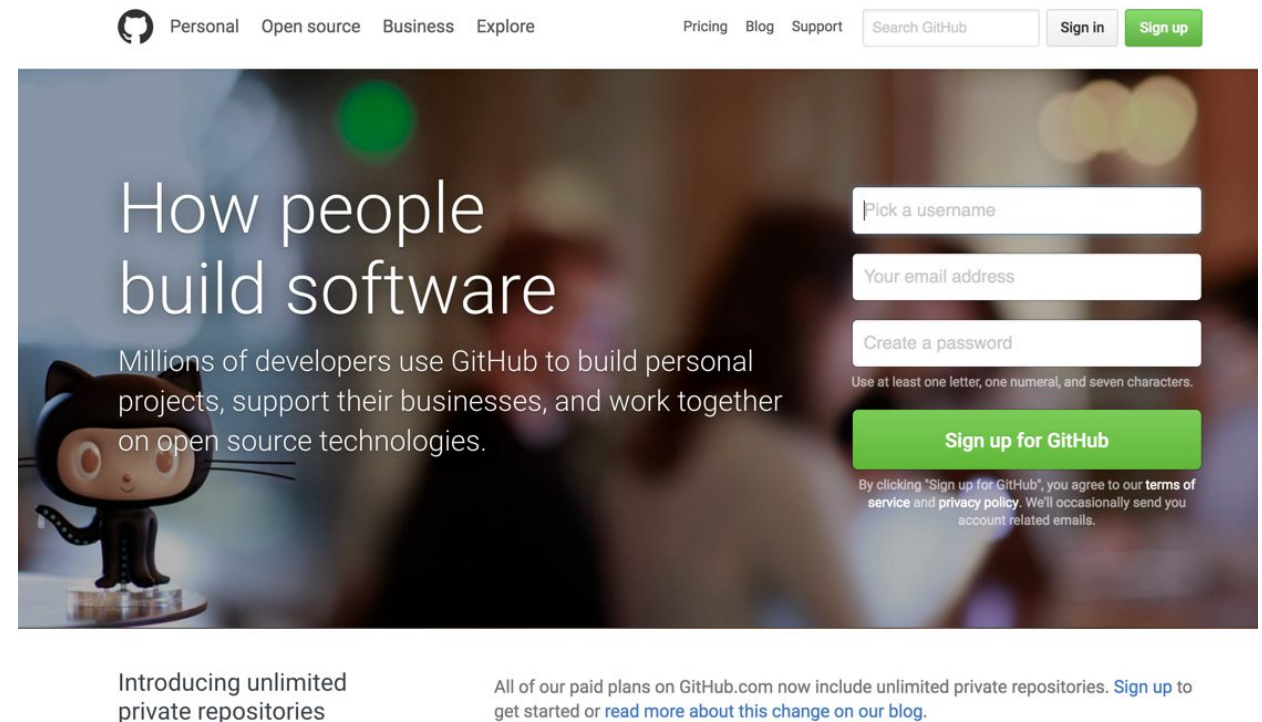 Personal Open source Business Explore Pricing Blog Support Search GitHub Sign in Sign up
How people
build software
Millions of developers use GitHub to build personal
projects, support their businesses, and work together
on open source technologies.
Pick a username
Your email address
Create a password
Use at least one letter, one numeral, and seven characters.
Sign up for GitHub
By clicking "Sign up for GitHub", you agree to our terms of
service and privacy policy. We'll occasionally send you
account related emails.
Introducing unlimited
private repositories
All of our paid plans on GitHub.com now include unlimited private repositories. Sign up to
get started or read more about this change on our blog.